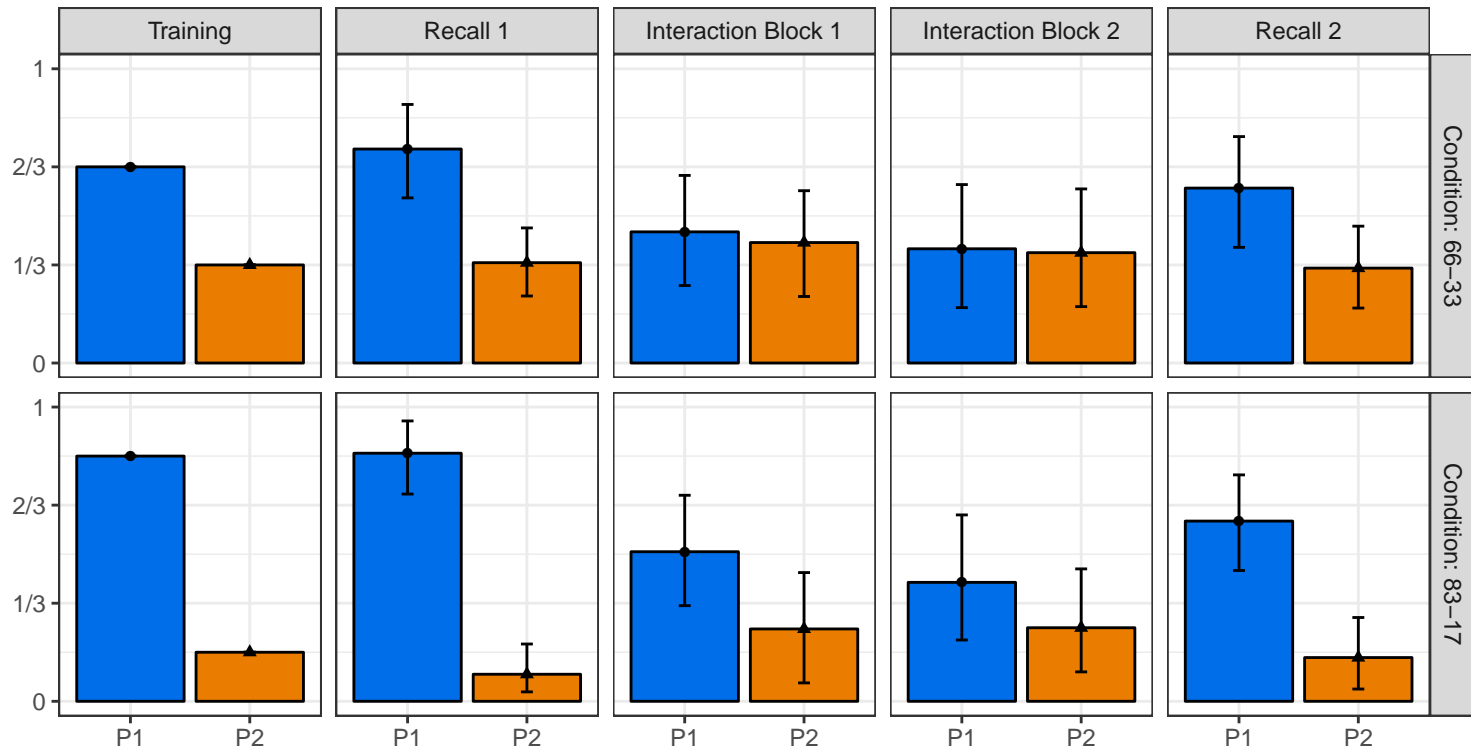 Training
Recall 1
Interaction Block 1
Interaction Block 2
Recall 2
1
2/3
1/3
0
Condition: 66−33
1
2/3
1/3
0
Condition: 83−17
P1
P2
P1
P2
P1
P2
P1
P2
P1
P2